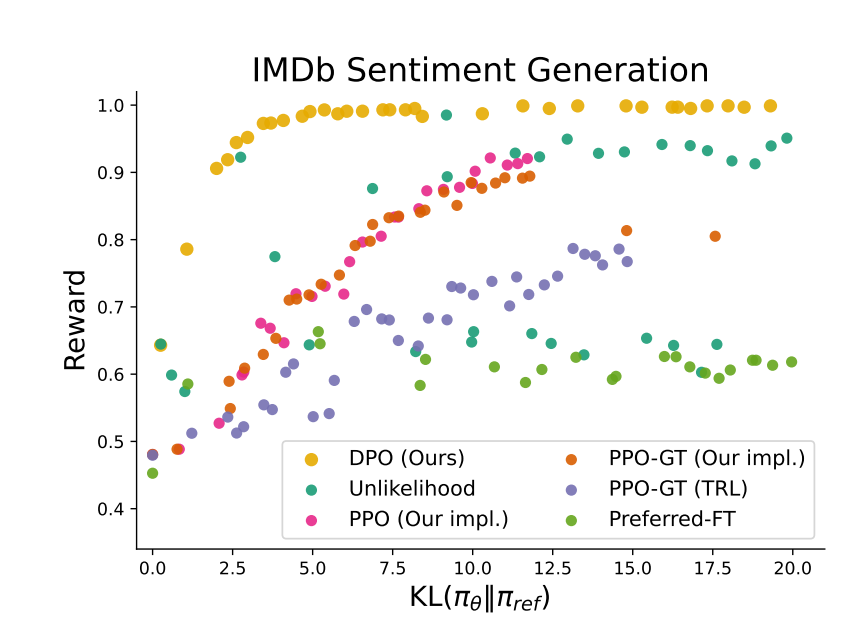 IMDb Sentiment Generation
Reward
1.0
0.9
0.8
0.7
0.6
0.5
0.4
DPO (Ours)
Unlikelihood
PPO (Our impl.)
PPO-GT (Our impl.)
PPO-GT (TRL)
Preferred-FT
0.0 2.5 5.0 7.5 10.0 12.5 15.0 17.5 20.0
KL(πθ‖πref)